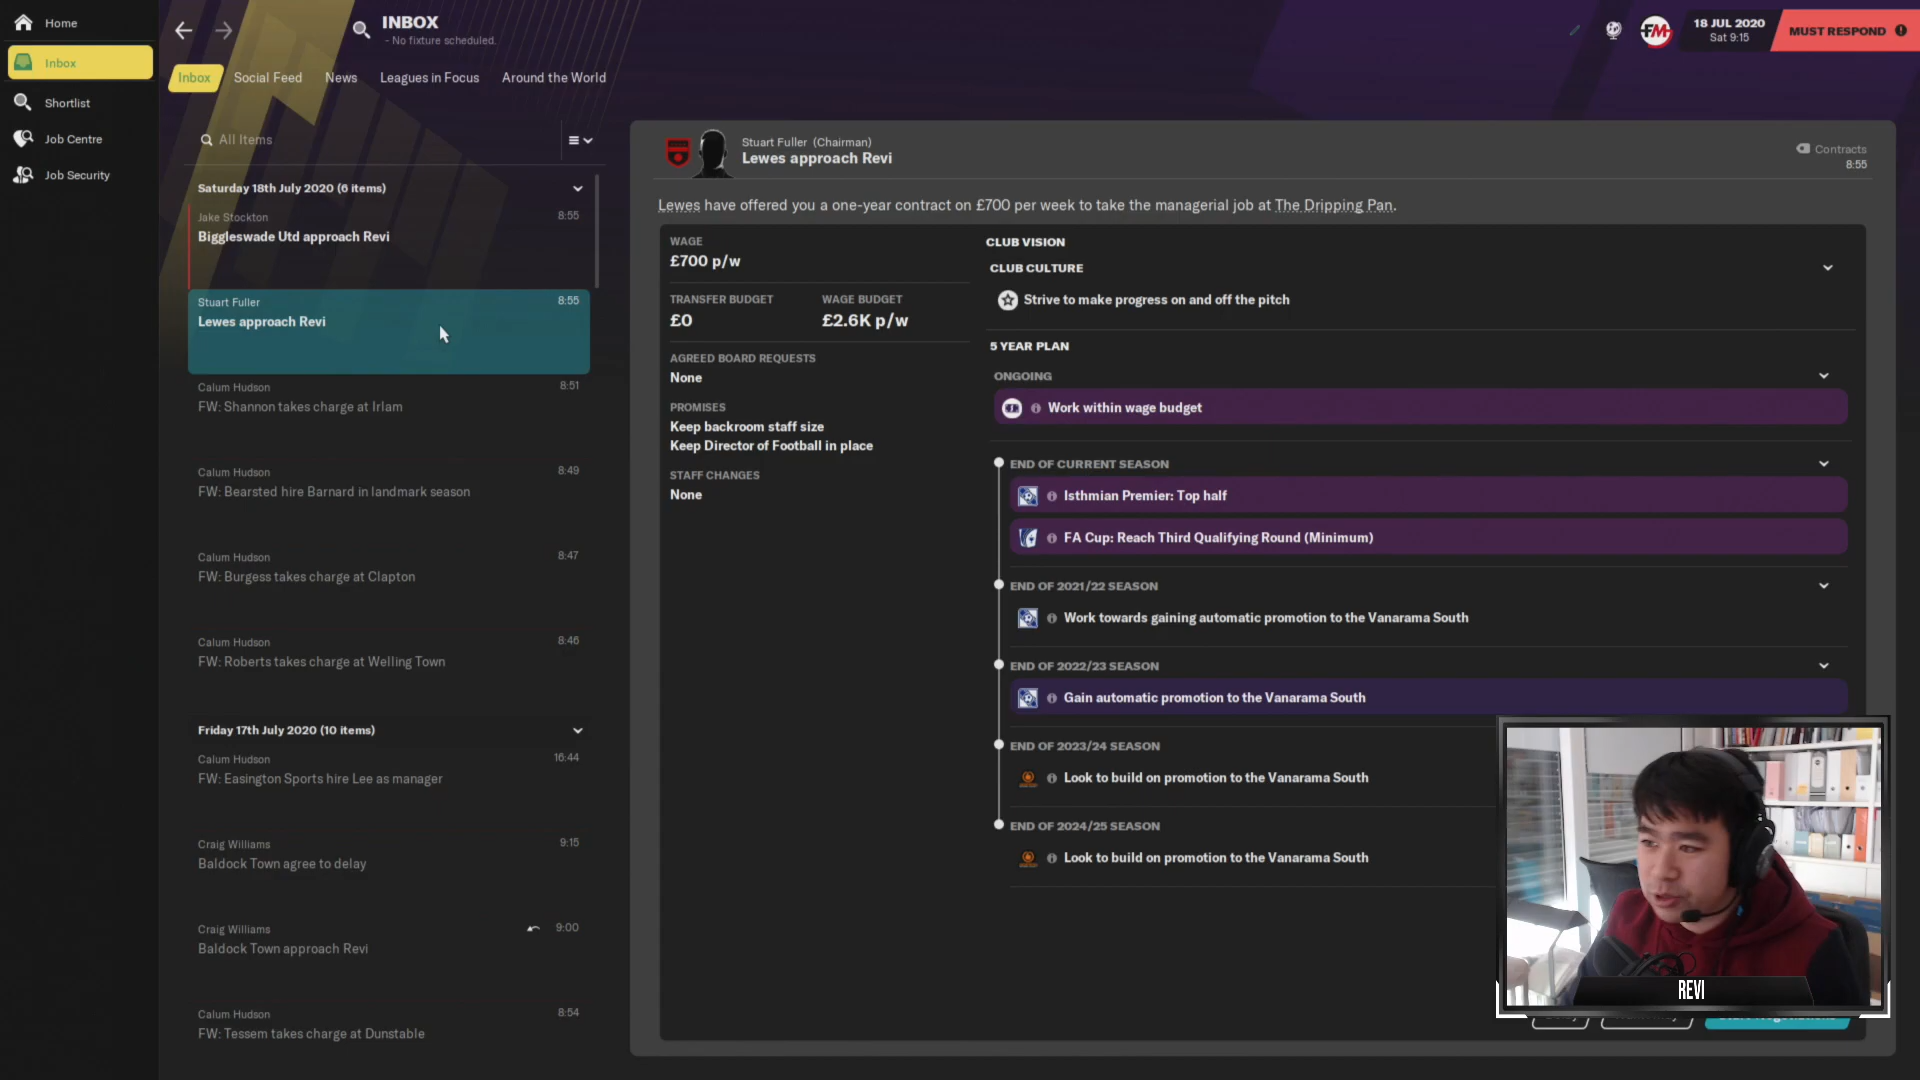 Home
Inbox
Shortlist
Job Centre
Job Security
INBOX
- No fixture scheduled.
FM
18 JUL 2020
Sat 9:15
MUST RESPOND
Inbox
Social Feed
News
Leagues in Focus
Around the World
All Items
Saturday 18th July 2020 (6 items)
Jake Stockton
8:55
Biggleswade Utd approach Revi
Stuart Fuller
8:55
Lewes approach Revi
Calum Hudson
8:51
FW: Shannon takes charge at Irlam
Calum Hudson
8:49
FW: Bearsted hire Barnard in landmark season
Calum Hudson
8:47
FW: Burgess takes charge at Clapton
Calum Hudson
8:46
FW: Roberts takes charge at Welling Town
Friday 17th July 2020 (10 items)
Calum Hudson
16:44
FW: Easington Sports hire Lee as manager
Craig Williams
9:15
Baldock Town agree to delay
Craig Williams
9:00
Baldock Town approach Revi
Calum Hudson
8:54
FW: Tessem takes charge at Dunstable
Stuart Fuller (Chairman)
Lewes approach Revi
Contracts
8:55
Lewes have offered you a one-year contract on £700 per week to take the managerial job at The Dripping Pan.
WAGE
£700 p/w
TRANSFER BUDGET
£0
WAGE BUDGET
£2.6K p/w
AGREED BOARD REQUESTS
None
PROMISES
Keep backroom staff size
Keep Director of Football in place
STAFF CHANGES
None
CLUB VISION
CLUB CULTURE
Strive to make progress on and off the pitch
5 YEAR PLAN
ONGOING
Work within wage budget
END OF CURRENT SEASON
Isthmian Premier: Top half
FA Cup: Reach Third Qualifying Round (Minimum)
END OF 2021/22 SEASON
Work towards gaining automatic promotion to the Vanarama South
END OF 2022/23 SEASON
Gain automatic promotion to the Vanarama South
END OF 2023/24 SEASON
Look to build on promotion to the Vanarama South
END OF 2024/25 SEASON
Look to build on promotion to the Vanarama South
REVI